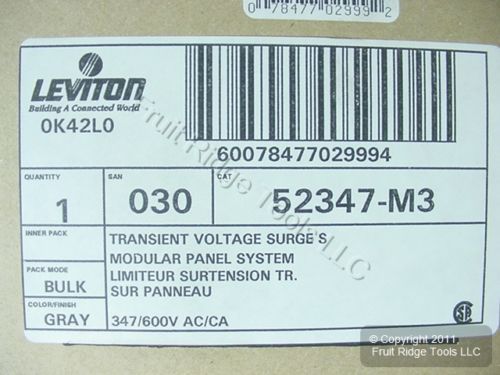 0 78477 02999 2
LEVITON
Building A Connected World
0K42L0
60078477029994
QUANTITY
1
SAN
030
CAT
52347-M3
INNER PACK
PACK MODE
BULK
COLOR/FINISH
GRAY
TRANSIENT VOLTAGE SURGE S
MODULAR PANEL SYSTEM
LIMITEUR SURTENSION TR.
SUR PANNEAU
347/600V AC/CA
Fruit Ridge Tools LLC
© Copyright 2011,
Fruit Ridge Tools LLC